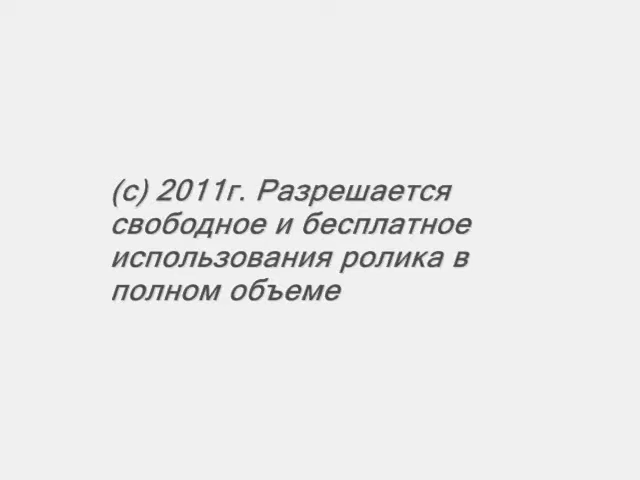 (с) 2011г. Разрешается
свободное и бесплатное
использования ролика в
полном объеме